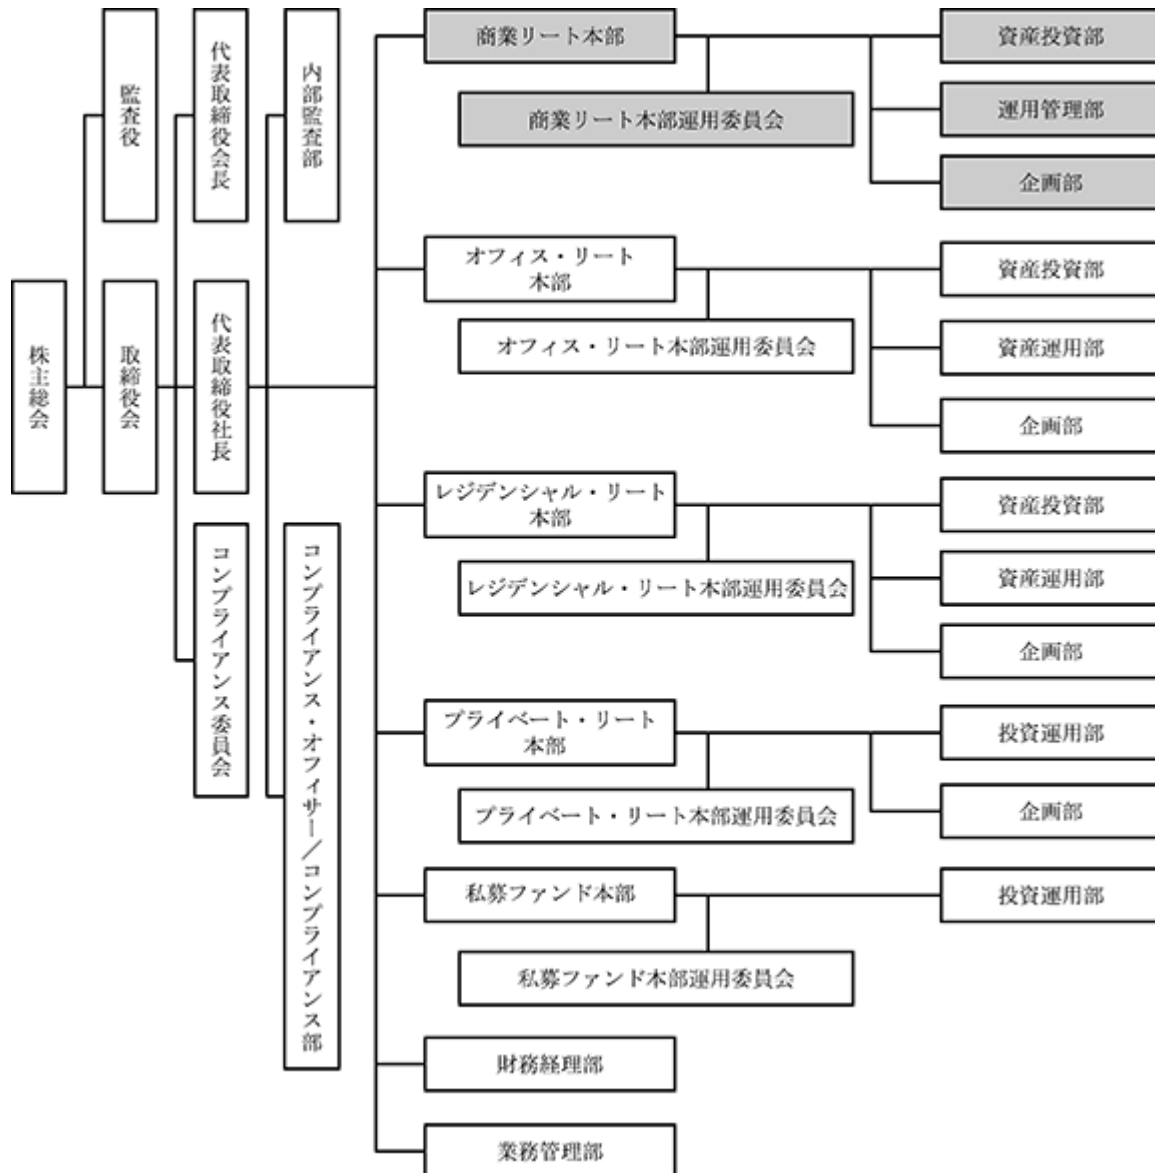 株主総会
監査役
取締役会
代表取締役会長
代表取締役社長
コンプライアンス委員会
内部監査部
コンプライアンス・オフィサー／コンプライアンス部
商業リート本部
商業リート本部運用委員会
資産投資部
運用管理部
企画部
オフィス・リート
本部
オフィス・リート本部運用委員会
資産投資部
資産運用部
企画部
レジデンシャル・リート
本部
レジデンシャル・リート本部運用委員会
資産投資部
資産運用部
企画部
プライベート・リート
本部
プライベート・リート本部運用委員会
投資運用部
企画部
私募ファンド本部
私募ファンド本部運用委員会
投資運用部
財務経理部
業務管理部